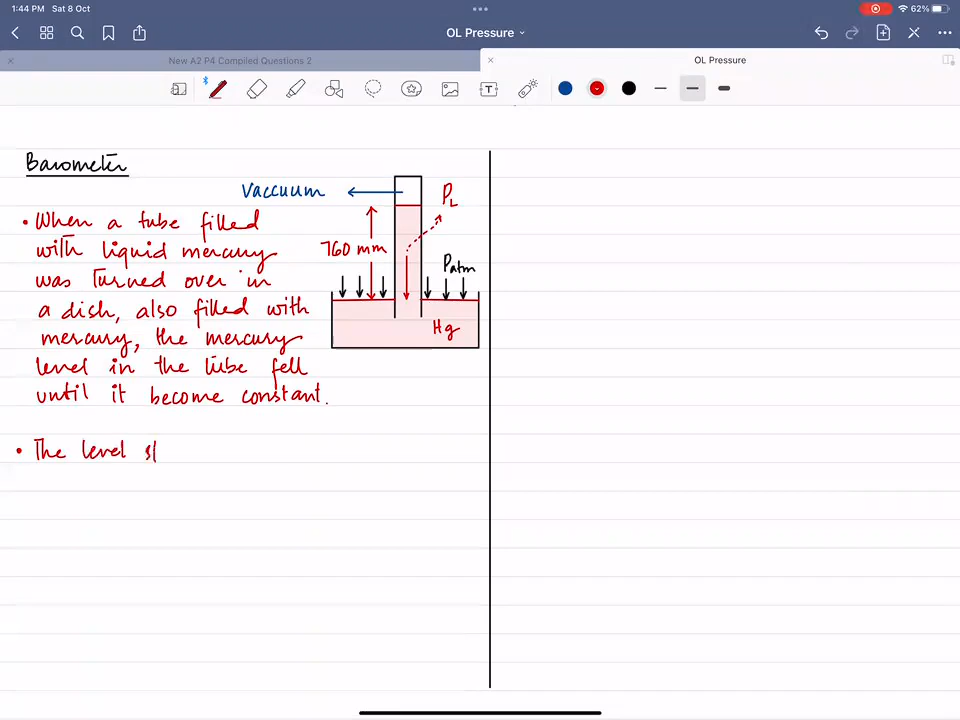 1:44 PM Sat 8 Oct
62%
OL Pressure
New A2 P4 Compiled Questions 2
OL Pressure
Barometer
Vaccuum
PL
• When a tube filled
with liquid mercury
760 mm
was turned over in
Patm
a dish, also filled with
Hg
mercury, the mercury
level in the tube fell
until it become constant.
• The level